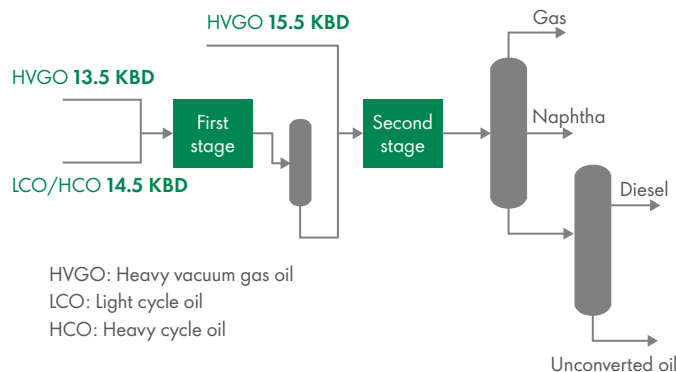 HVGO 15.5 KBD
Gas
HVGO 13.5 KBD
First
stage
Second
stage
Naphtha
LCO/HCO 14.5 KBD
Diesel
HVGO: Heavy vacuum gas oil
LCO: Light cycle oil
HCO: Heavy cycle oil
Unconverted oil